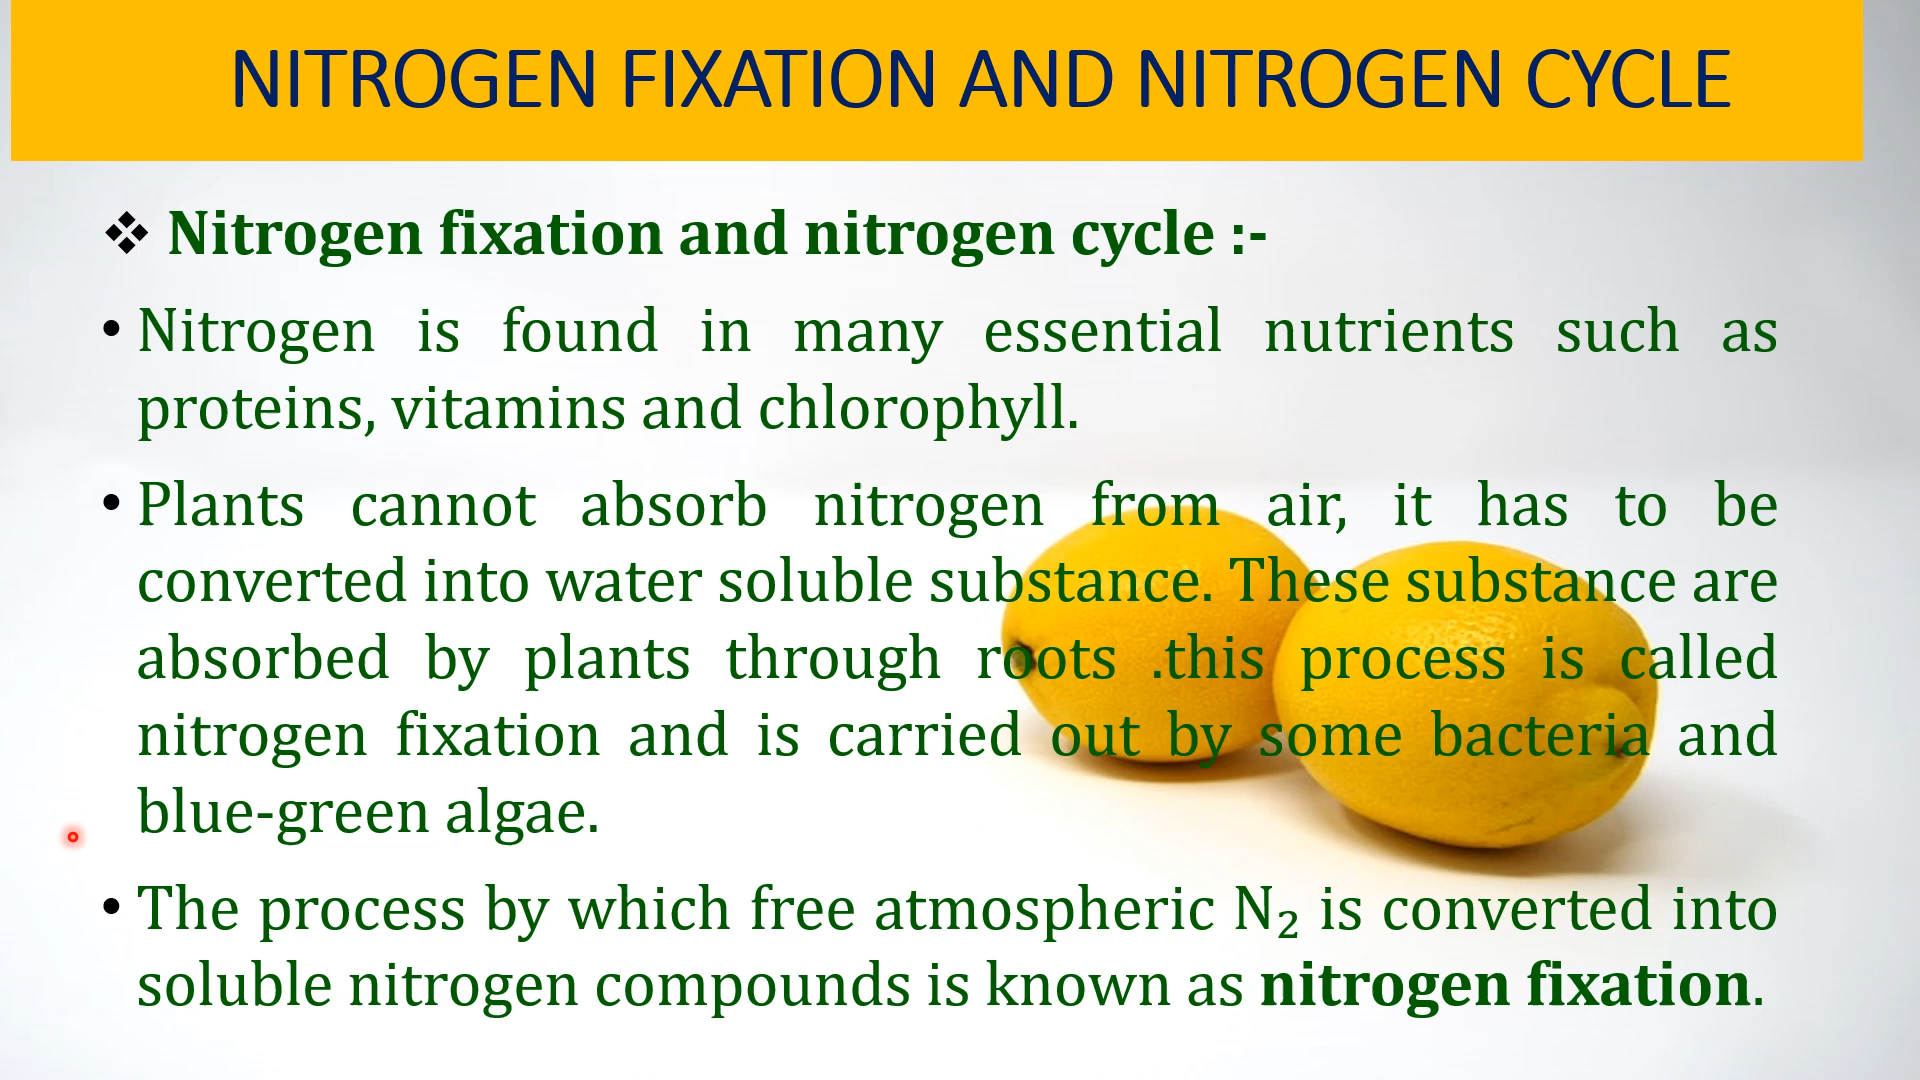 NITROGEN FIXATION AND NITROGEN CYCLE
❖ Nitrogen fixation and nitrogen cycle :-
• Nitrogen is found in many essential nutrients such as
proteins, vitamins and chlorophyll.
• Plants cannot absorb nitrogen from air, it has to be
converted into water soluble substance. These substance are
absorbed by plants through roots .this process is called
nitrogen fixation and is carried out by some bacteria and
blue-green algae.
• The process by which free atmospheric N₂ is converted into
soluble nitrogen compounds is known as nitrogen fixation.